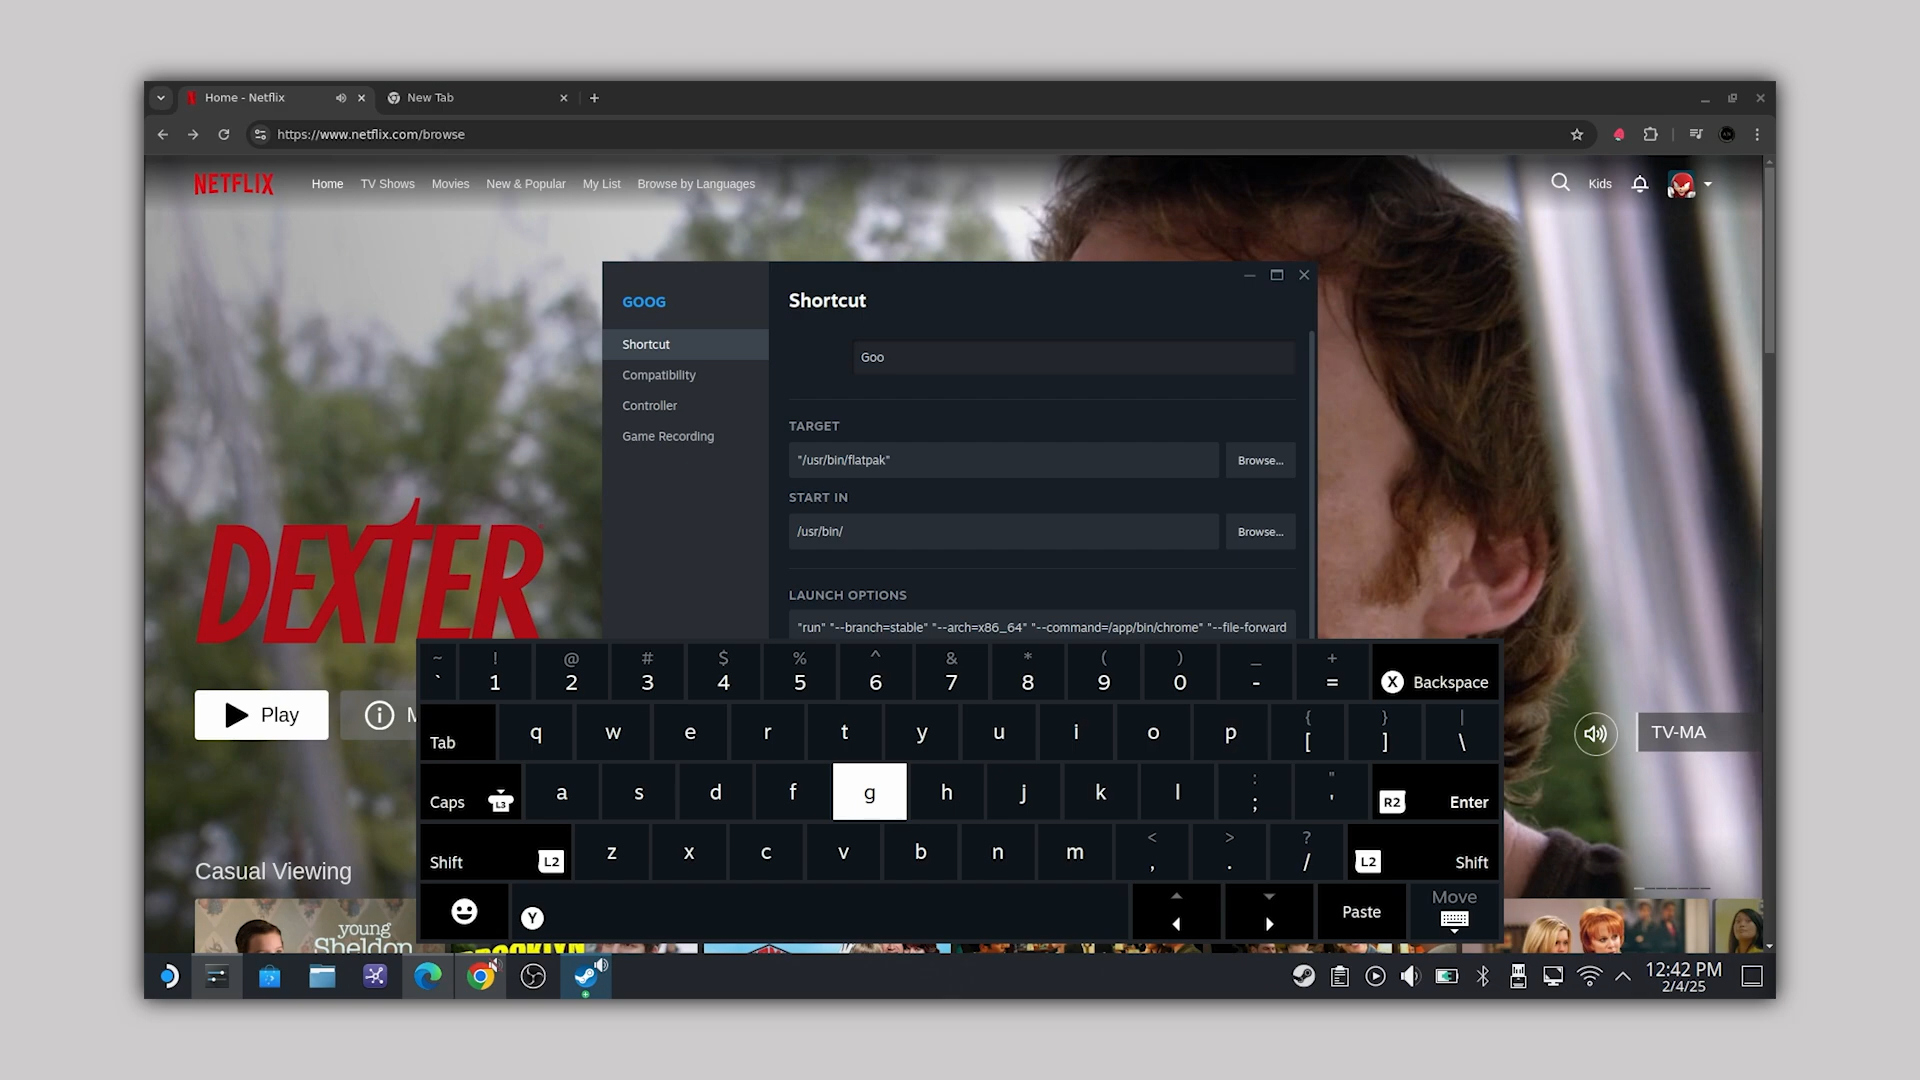 Home - Netflix
New Tab
https://www.netflix.com/browse
NETFLIX
Home TV Shows Movies New & Popular My List Browse by Languages
Kids
GOOG
Shortcut
Compatibility
Controller
Game Recording
Shortcut
Goo
TARGET
"/usr/bin/flatpak"
Browse...
START IN
/usr/bin/
Browse...
LAUNCH OPTIONS
"run" "--branch=stable" "--arch=x86_64" "--command=/app/bin/chrome" "--file-forward
DEXTER
Play
M
TV-MA
Casual Viewing
young
Sheldon
BROOKLYN
~ ! @ # $ % ^ & * ( ) _ +
` 1 2 3 4 5 6 7 8 9 0 - = X Backspace
Tab q w e r t y u i o p { [ } ] | \
Caps L3 a s d f g h j k l : ; " ' R2 Enter
Shift L2 z x c v b n m < , > . ? / L2 Shift
Y Paste Move
12:42 PM
2/4/25